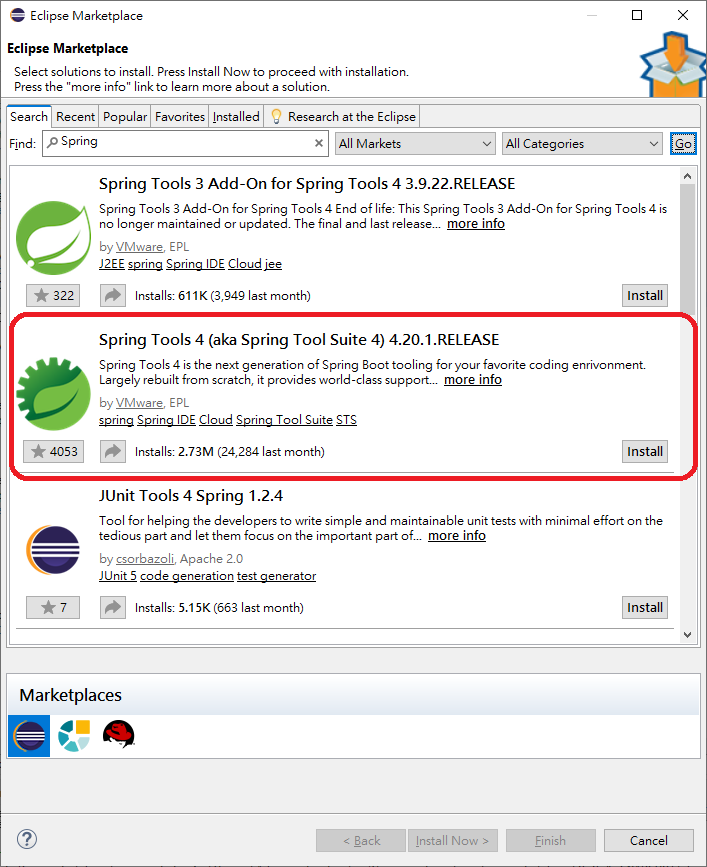 Eclipse Marketplace
Eclipse Marketplace
Select solutions to install. Press Install Now to proceed with installation.
Press the "more info" link to learn more about a solution.
Search Recent Popular Favorites Installed Research at the Eclipse
Find: Spring All Markets All Categories Go
Spring Tools 3 Add-On for Spring Tools 4 3.9.22.RELEASE
Spring Tools 3 Add-On for Spring Tools 4 End of life: This Spring Tools 3 Add-On for Spring Tools 4 is
no longer maintained or updated. The final and last release... more info
by VMware, EPL
J2EE spring Spring IDE Cloud jee
322 Installs: 611K (3,949 last month) Install
Spring Tools 4 (aka Spring Tool Suite 4) 4.20.1.RELEASE
Spring Tools 4 is the next generation of Spring Boot tooling for your favorite coding enrivonment.
Largely rebuilt from scratch, it provides world-class support... more info
by VMware, EPL
spring Spring IDE Cloud Spring Tool Suite STS
4053 Installs: 2.73M (24,284 last month) Install
JUnit Tools 4 Spring 1.2.4
Tool for helping the developers to write simple and maintainable unit tests with minimal effort on the
tedious part and let them focus on the important part of... more info
by csorbazoli, Apache 2.0
JUnit 5 code generation test generator
7 Installs: 5.15K (663 last month) Install
Marketplaces
? < Back Install Now > Finish Cancel